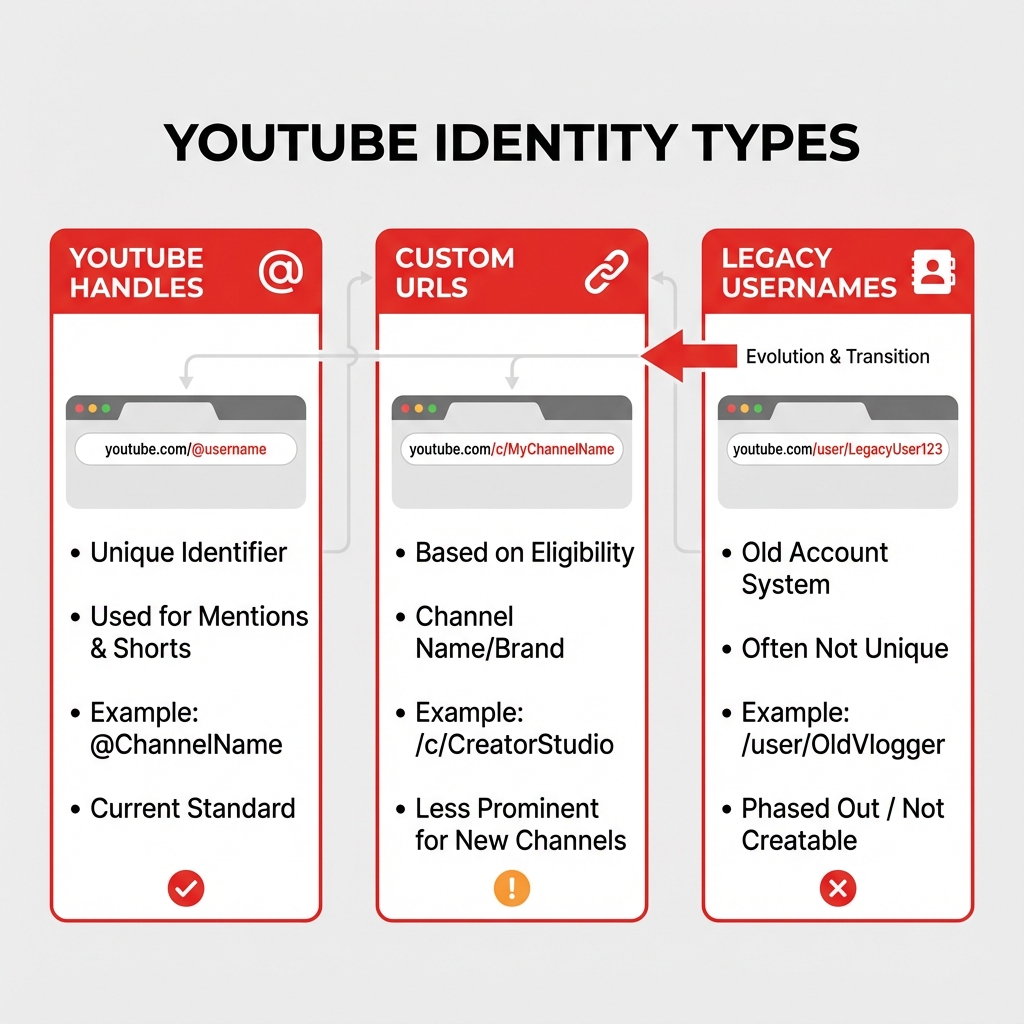 YOUTUBE IDENTITY TYPES
YOUTUBE
HANDLES
@
youtube.com/@username
• Unique Identifier
• Used for Mentions
& Shorts
• Example:
@ChannelName
• Current Standard
CUSTOM
URLS
youtube.com/c/MyChannelName
• Based on Eligibility
• Channel
Name/Brand
• Example:
/c/CreatorStudio
• Less Prominent
for New Channels
!
LEGACY
USERNAMES
Evolution & Transition
youtube.com/user/LegacyUser123
• Old Account
System
• Often Not Unique
• Example:
/user/OldVlogger
• Phased Out / Not
Creatable